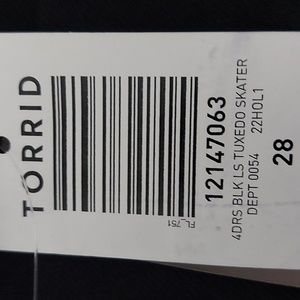 TORRID
FL_751
12147063
4DRS BLK LS TUXEDO SKATER
DEPT 0054 22HOL1
28